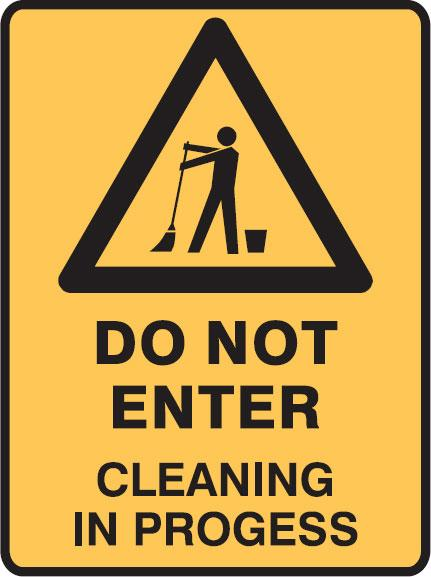 DO NOT
ENTER
CLEANING
IN PROGESS